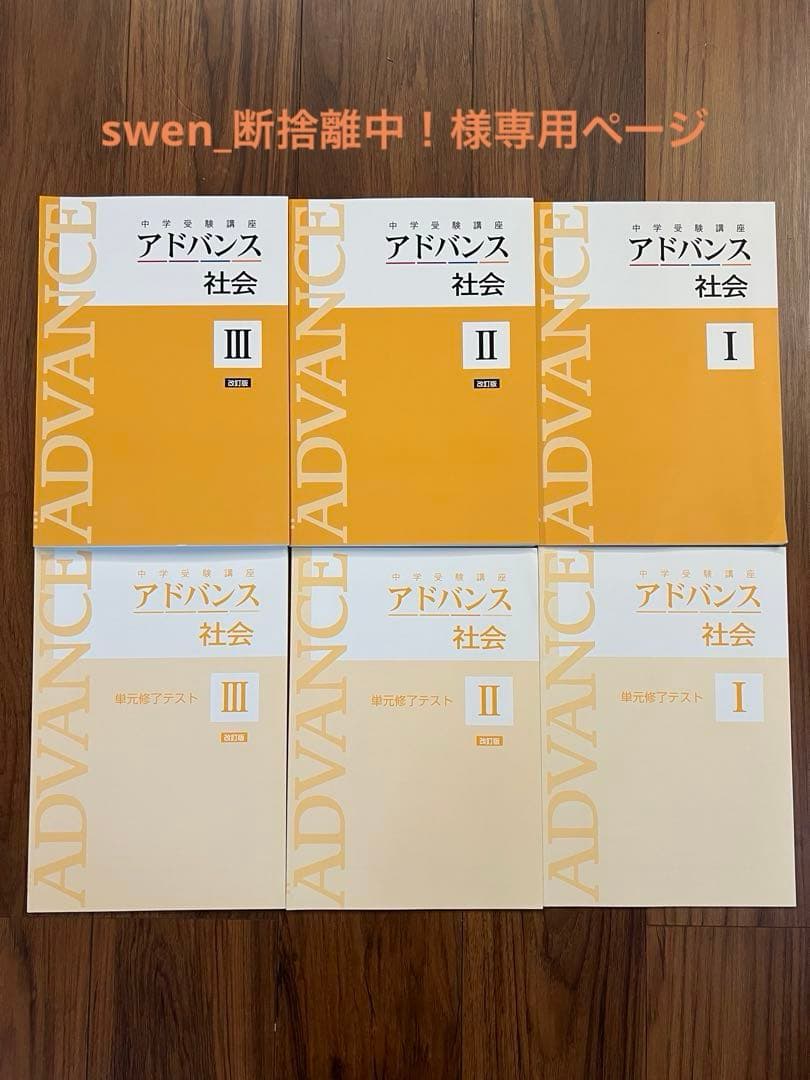 swen_断捨離中！様専用ページ
ADVANCE
中学受験講座
アドバンス
社会
III
改訂版
ADVANCE
中学受験講座
アドバンス
社会
II
改訂版
ADVANCE
中学受験講座
アドバンス
社会
I
ADVANCE
中学受験講座
アドバンス
社会
単元修了テスト III
改訂版
ADVANCE
中学受験講座
アドバンス
社会
単元修了テスト II
改訂版
ADVANCE
中学受験講座
アドバンス
社会
単元修了テスト I